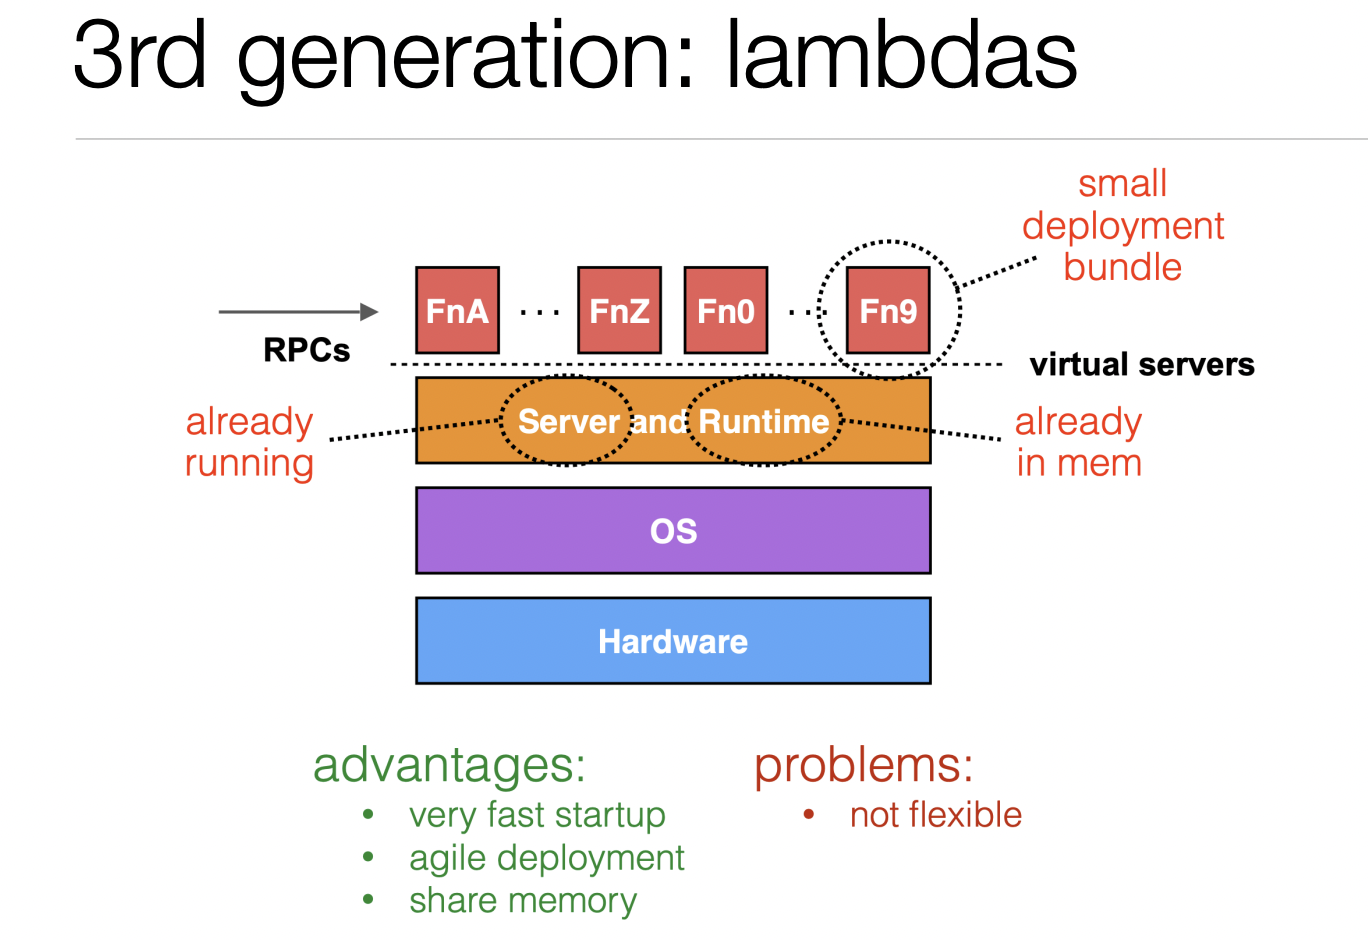 3rd generation: lambdas
small
deployment
bundle
FnA ... FnZ Fn0 ... Fn9
RPCs
virtual servers
already
running
Server and Runtime
already
in mem
OS
Hardware
advantages:
• very fast startup
• agile deployment
• share memory
problems:
• not flexible